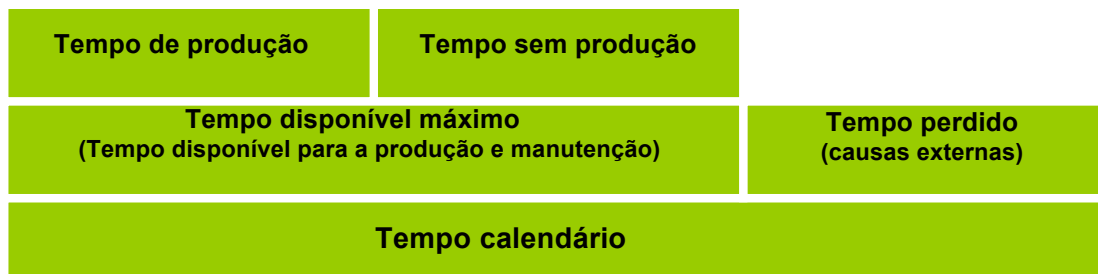 Tempo de produção
Tempo sem produção
Tempo disponível máximo
(Tempo disponível para a produção e manutenção)
Tempo perdido
(causas externas)
Tempo calendário